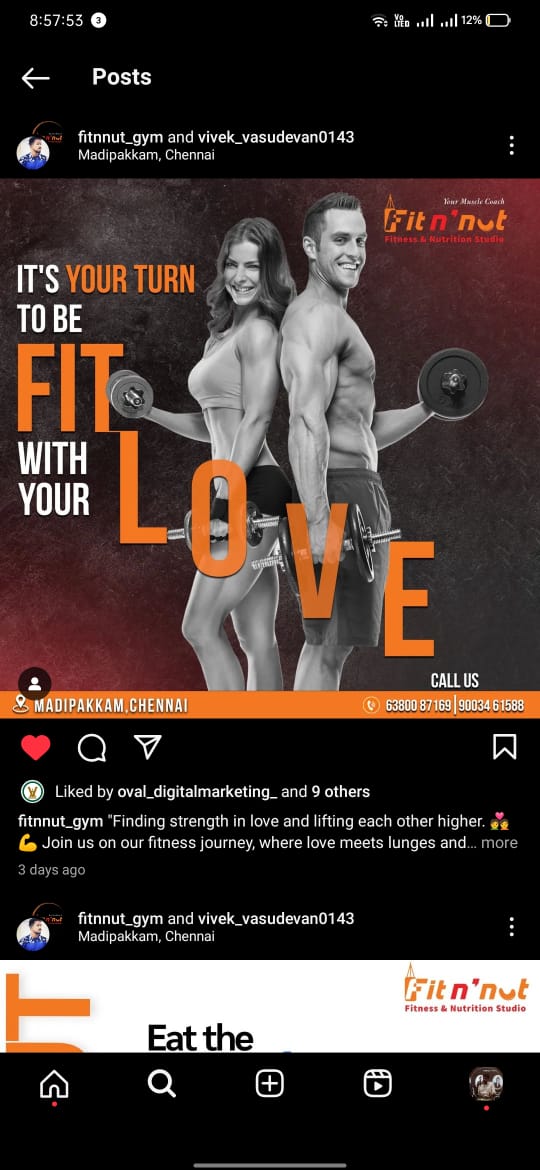 8:57:53 3
Vo LTED 12%
Posts
fitnnut_gym and vivek_vasudevan0143
Madipakkam, Chennai
Your Muscle Coach
Fit n'nut
Fitness & Nutrition Studio
IT'S YOUR TURN
TO BE
FIT
WITH
YOUR
LOVE
CALL US
MADIPAKKAM,CHENNAI
63800 87169|90034 61588
Liked by oval_digitalmarketing_ and 9 others
fitnnut_gym "Finding strength in love and lifting each other higher. 💑
💪 Join us on our fitness journey, where love meets lunges and... more
3 days ago
fitnnut_gym and vivek_vasudevan0143
Madipakkam, Chennai
Fit n'nut
Fitness & Nutrition Studio
Eat the